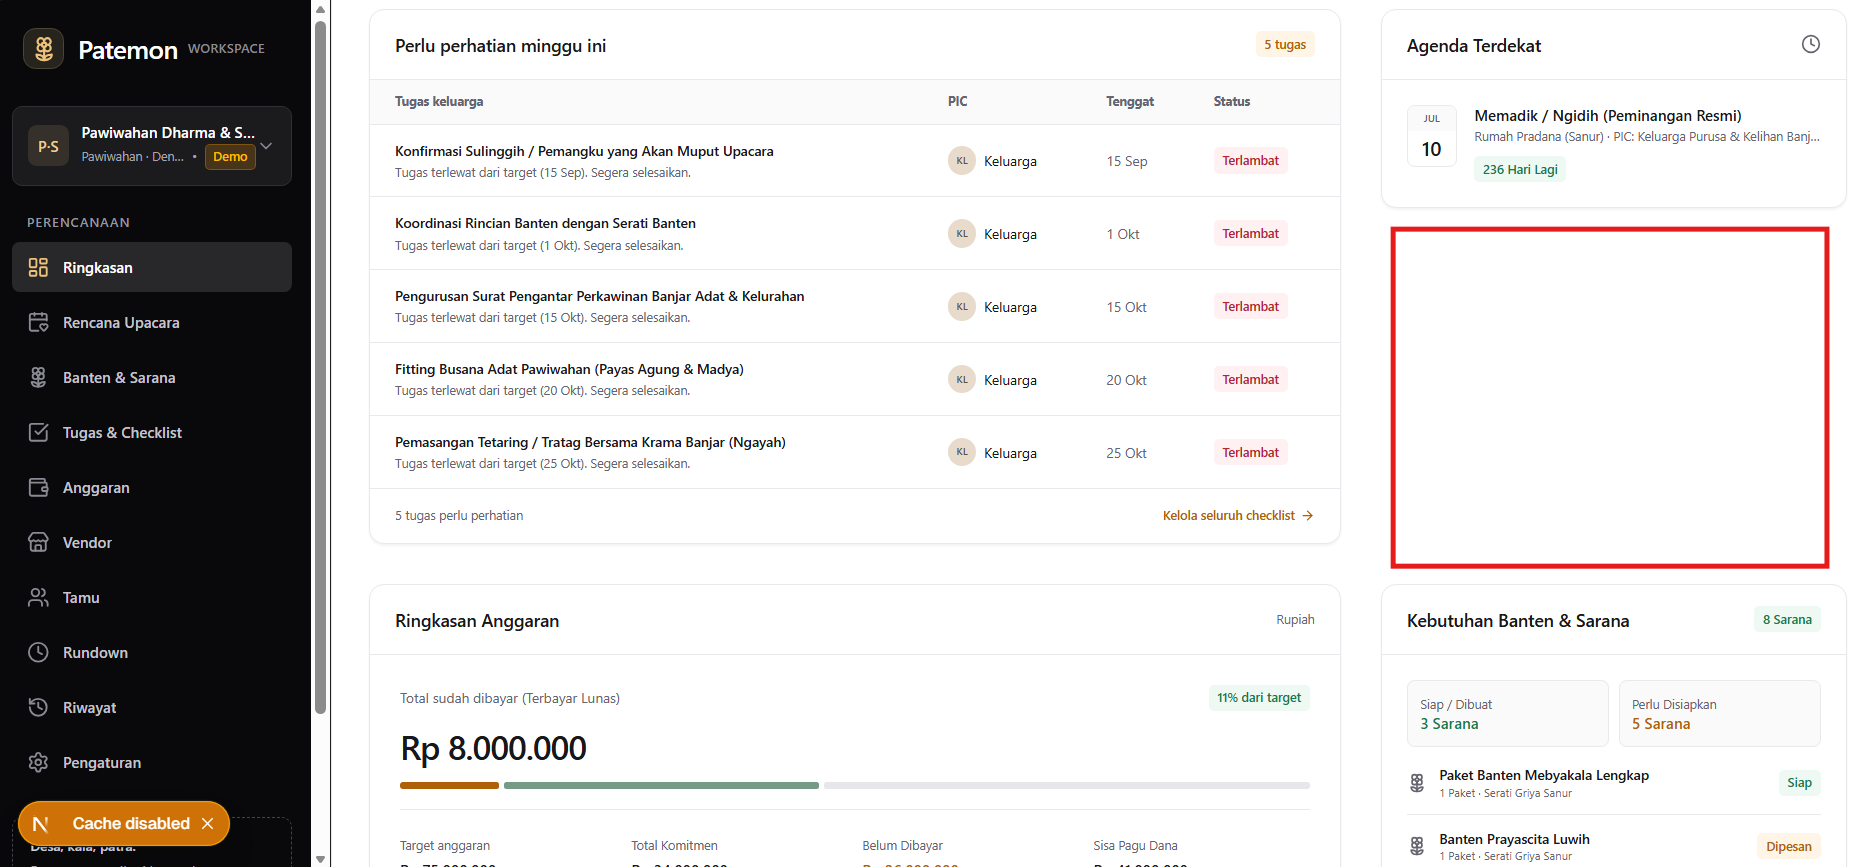 Patemon WORKSPACE
P·S
Pawiwahan Dharma & S...
Pawiwahan · Den... • Demo
PERENCANAAN
Ringkasan
Rencana Upacara
Banten & Sarana
Tugas & Checklist
Anggaran
Vendor
Tamu
Rundown
Riwayat
Pengaturan
N Cache disabled
Desa, kala, patra.
Perlu perhatian minggu ini
5 tugas
Tugas keluarga PIC Tenggat Status
Konfirmasi Sulinggih / Pemangku yang Akan Muput Upacara
Tugas terlewat dari target (15 Sep). Segera selesaikan.
KL Keluarga 15 Sep Terlambat
Koordinasi Rincian Banten dengan Serati Banten
Tugas terlewat dari target (1 Okt). Segera selesaikan.
KL Keluarga 1 Okt Terlambat
Pengurusan Surat Pengantar Perkawinan Banjar Adat & Kelurahan
Tugas terlewat dari target (15 Okt). Segera selesaikan.
KL Keluarga 15 Okt Terlambat
Fitting Busana Adat Pawiwahan (Payas Agung & Madya)
Tugas terlewat dari target (20 Okt). Segera selesaikan.
KL Keluarga 20 Okt Terlambat
Pemasangan Tetaring / Tratag Bersama Krama Banjar (Ngayah)
Tugas terlewat dari target (25 Okt). Segera selesaikan.
KL Keluarga 25 Okt Terlambat
5 tugas perlu perhatian
Kelola seluruh checklist →
Agenda Terdekat
JUL
10
Memadik / Ngidih (Peminangan Resmi)
Rumah Pradana (Sanur) · PIC: Keluarga Purusa & Kelihan Banj...
236 Hari Lagi
Ringkasan Anggaran
Rupiah
Total sudah dibayar (Terbayar Lunas)
11% dari target
Rp 8.000.000
Target anggaran Total Komitmen Belum Dibayar Sisa Pagu Dana
Kebutuhan Banten & Sarana
8 Sarana
Siap / Dibuat
3 Sarana
Perlu Disiapkan
5 Sarana
Paket Banten Mebyakala Lengkap
1 Paket · Serati Griya Sanur
Siap
Banten Prayascita Luwih
1 Paket · Serati Griya Sanur
Dipesan